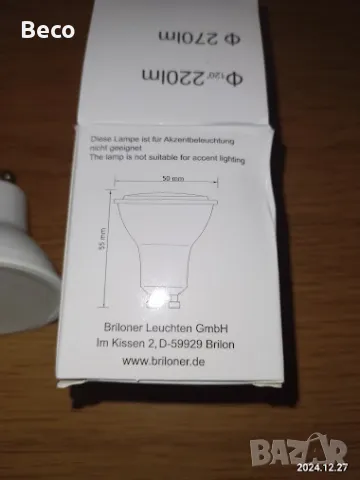 Beco
Φ 270lm
Φ120° 220lm
Diese Lampe ist für Akzentbeleuchtung
nicht geeignet
The lamp is not suitable for accent lighting
50 mm
55 mm
Briloner Leuchten GmbH
Im Kissen 2, D-59929 Brilon
www.briloner.de
BAZAR
2024.12.27